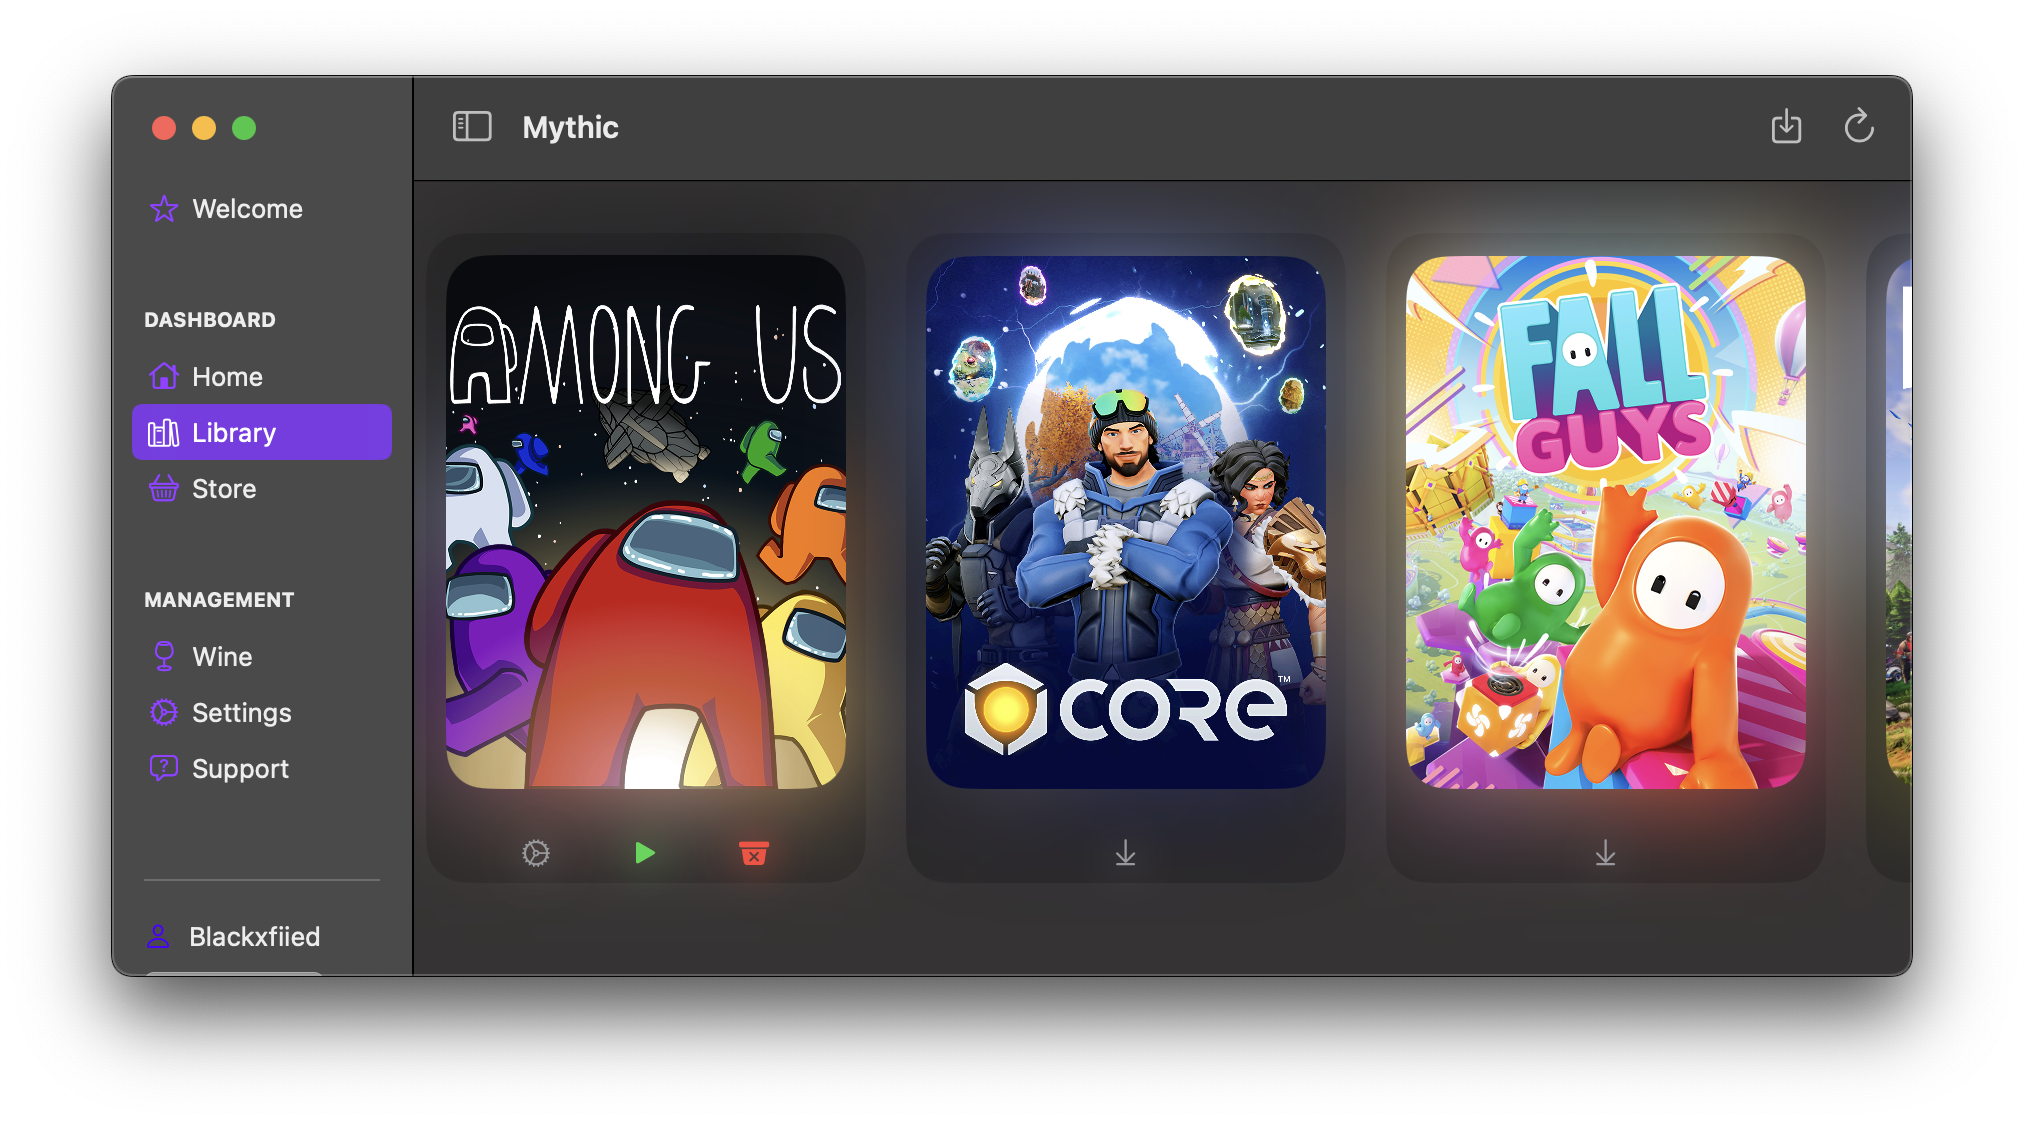 Mythic
Welcome
DASHBOARD
Home
Library
Store
MANAGEMENT
Wine
Settings
Support
Blackxfiied
AMONG US
CORE™
FALL
GUYS